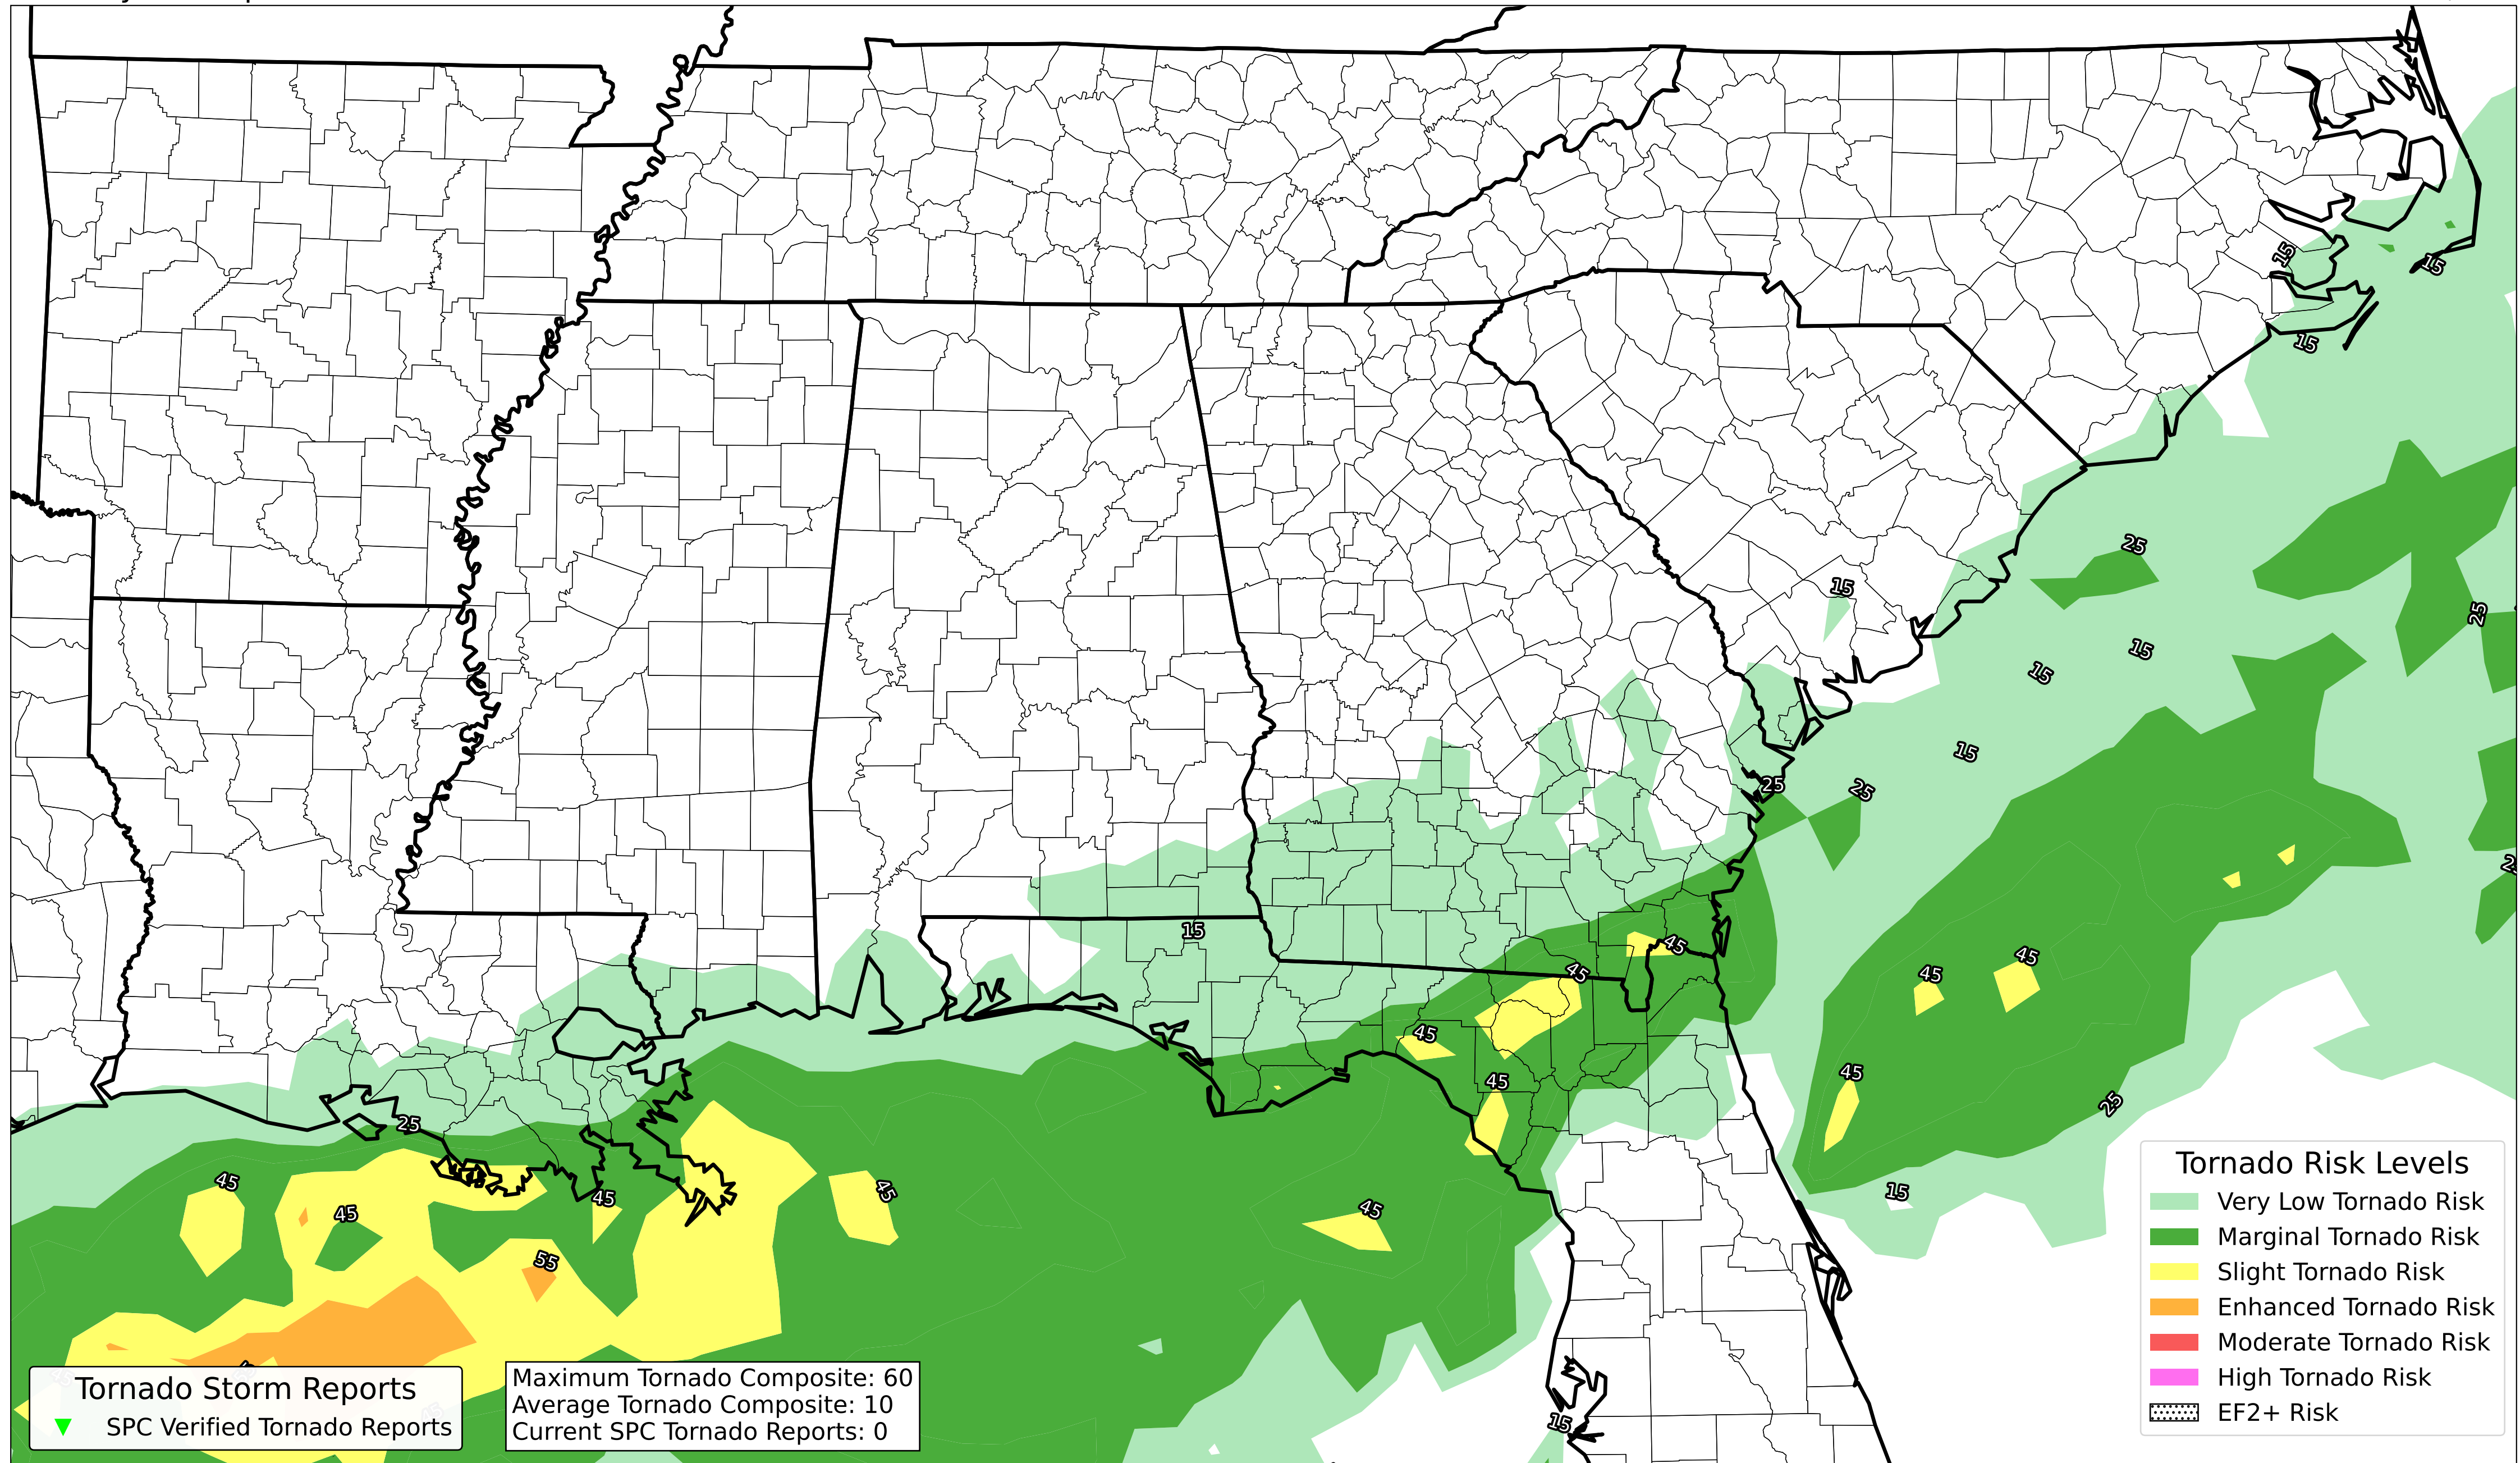 15
15
15
25
15
25
15
15
15
25
25
15
45
45
45
45
45
45
45
25
25
45
45
45
45
45
15
55
15
Tornado Risk Levels
Very Low Tornado Risk
Marginal Tornado Risk
Slight Tornado Risk
Enhanced Tornado Risk
Moderate Tornado Risk
High Tornado Risk
EF2+ Risk
Tornado Storm Reports
SPC Verified Tornado Reports
Maximum Tornado Composite: 60
Average Tornado Composite: 10
Current SPC Tornado Reports: 0